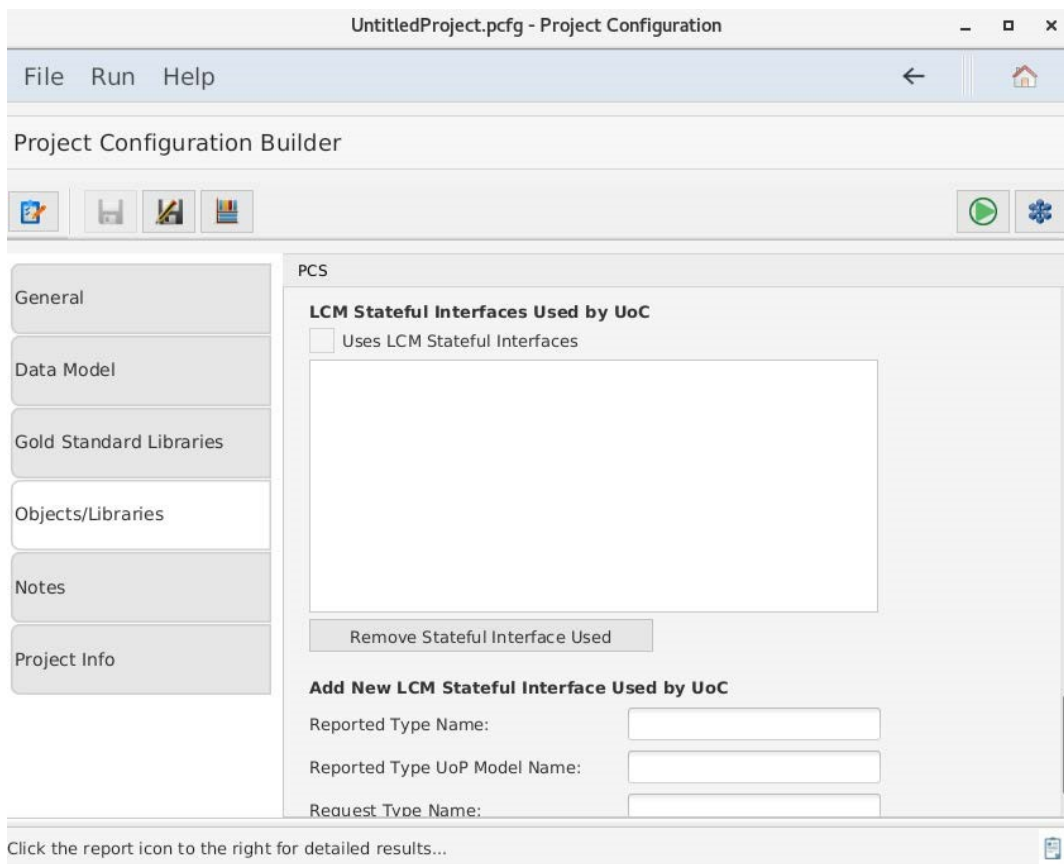 UntitledProject.pcfg - Project Configuration
File Run Help
Project Configuration Builder
General
Data Model
Gold Standard Libraries
Objects/Libraries
Notes
Project Info
PCS
LCM Stateful Interfaces Used by UoC
Uses LCM Stateful Interfaces
Remove Stateful Interface Used
Add New LCM Stateful Interface Used by UoC
Reported Type Name:
Reported Type UoP Model Name:
Request Type Name:
Click the report icon to the right for detailed results...